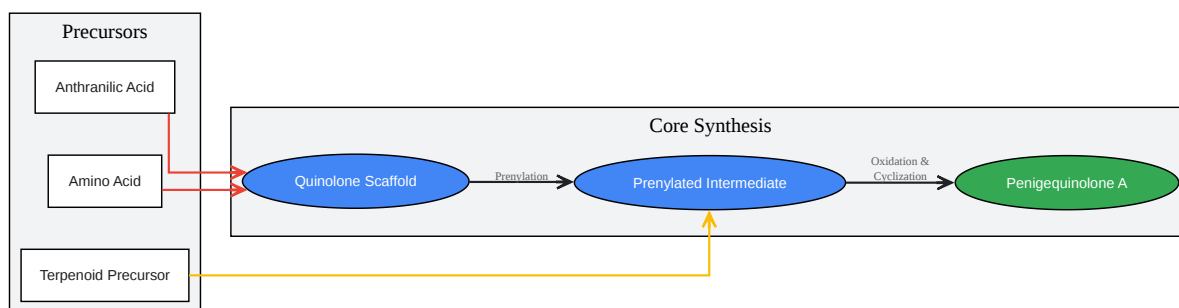 Precursors
Anthranilic Acid
Amino Acid
Terpenoid Precursor
Core Synthesis
Quinolone Scaffold
Prenylation
Prenylated Intermediate
Oxidation &
Cyclization
Penigequinolone A